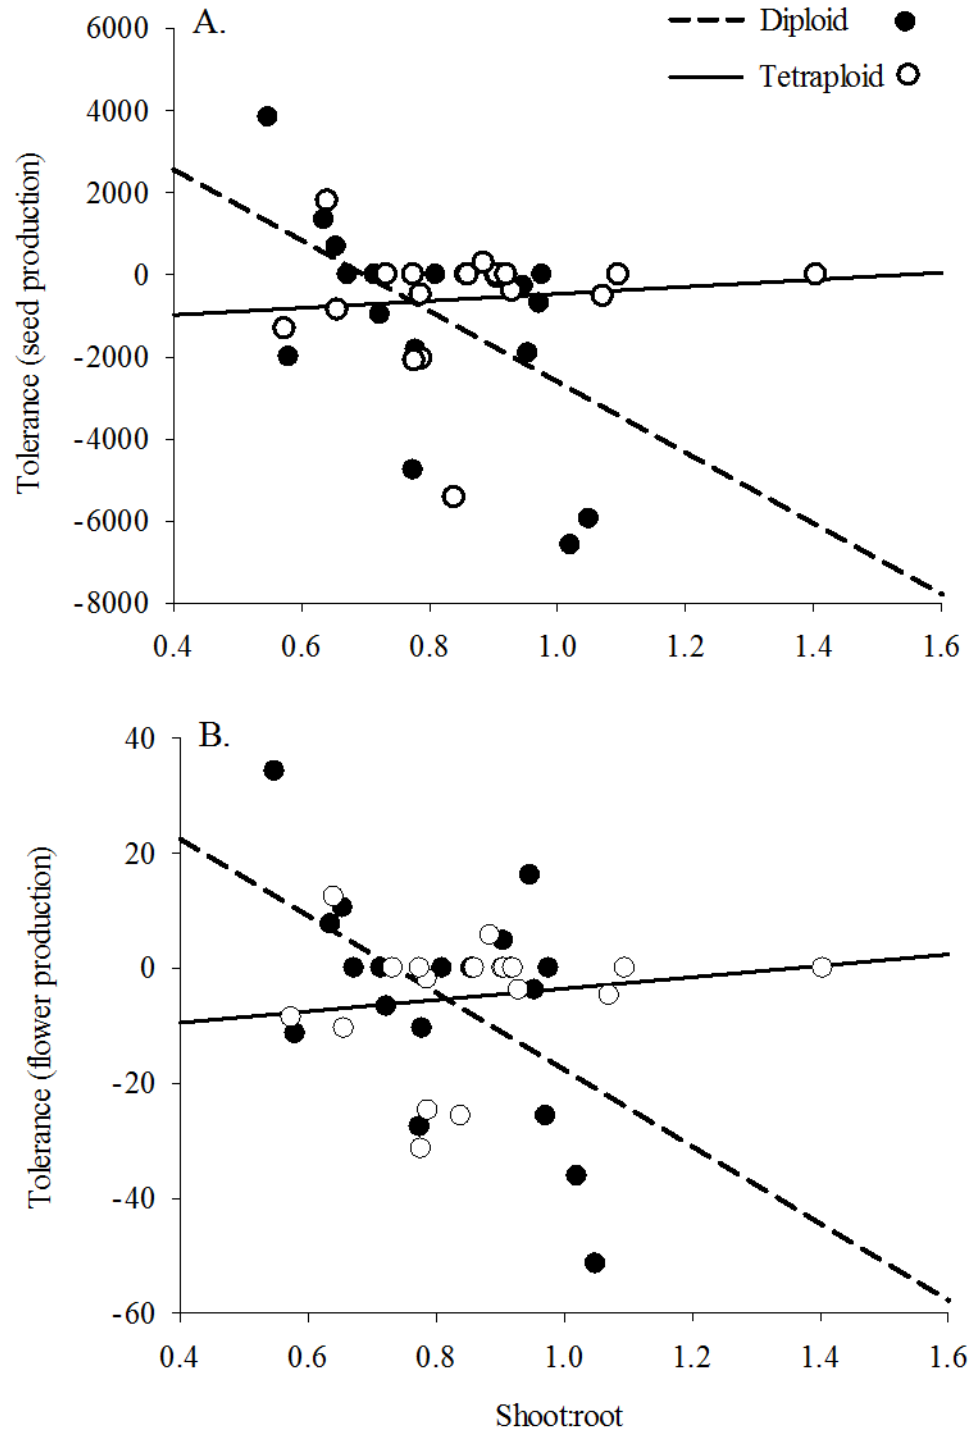 A.
Diploid
Tetraploid
6000
4000
2000
0
-2000
-4000
-6000
-8000
Tolerance (seed production)
0.4 0.6 0.8 1.0 1.2 1.4 1.6
B.
40
20
0
-20
-40
-60
Tolerance (flower production)
0.4 0.6 0.8 1.0 1.2 1.4 1.6
Shoot:root